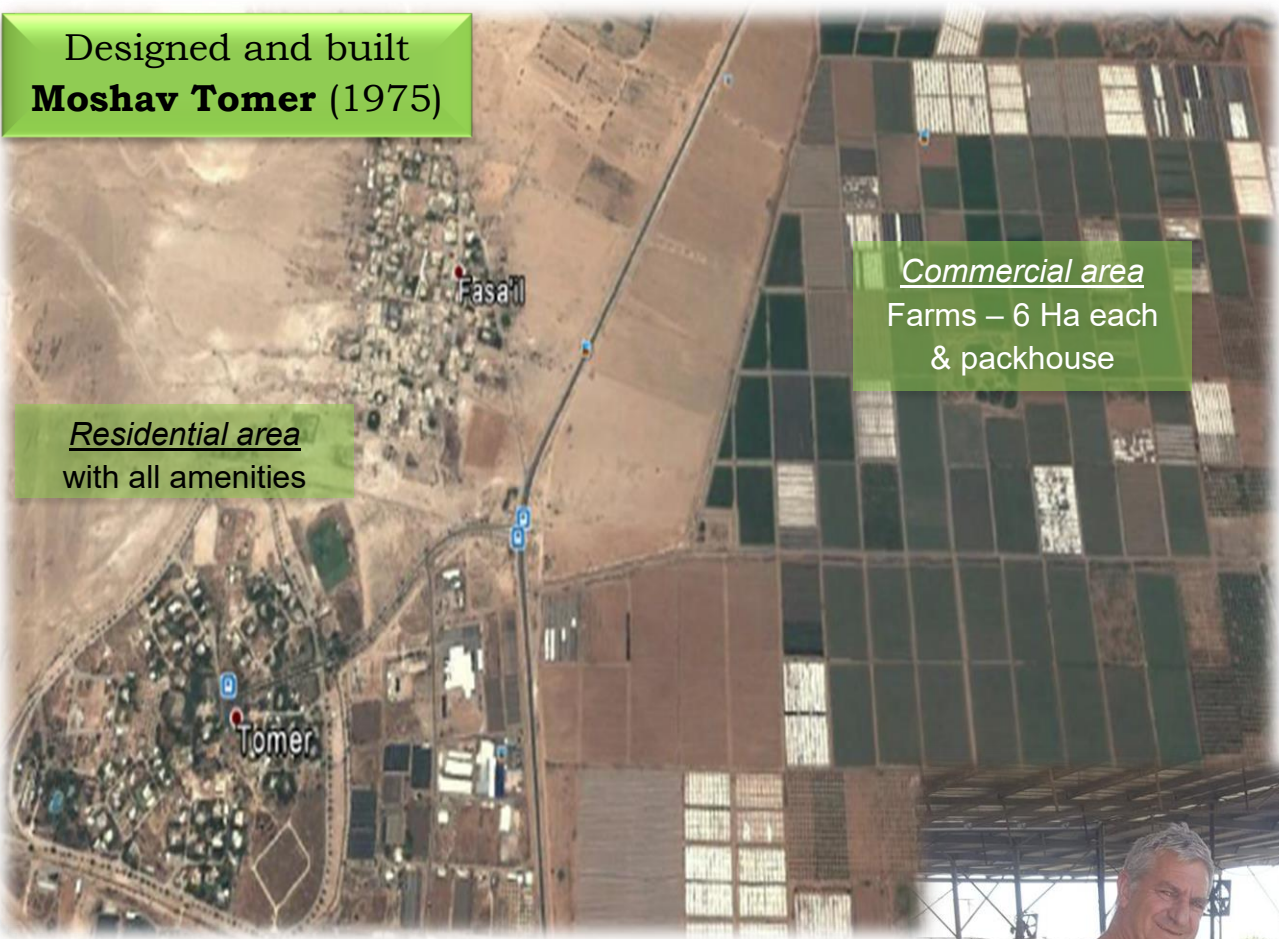 Designed and built
Moshav Tomer (1975)
Fasa'il
Commercial area
Farms – 6 Ha each
& packhouse
Residential area
with all amenities
Tomer